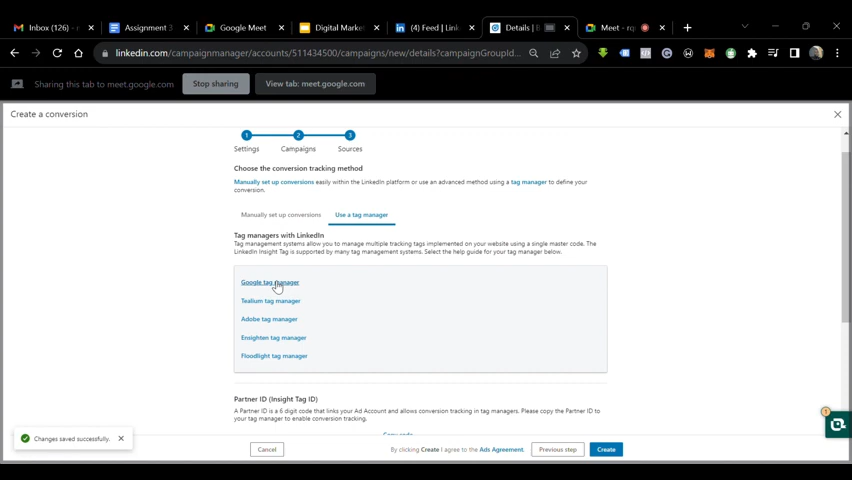 Inbox (126) - n
Assignment 3
Google Meet
Digital Market
(4) Feed | Link
Details | B
Meet - rq
linkedin.com/campaignmanager/accounts/511434500/campaigns/new/details?campaignGroupId...
Sharing this tab to meet.google.com
Stop sharing
View tab: meet.google.com
Create a conversion
1 2 3
Settings Campaigns Sources
Choose the conversion tracking method
Manually set up conversions easily within the LinkedIn platform or use an advanced method using a tag manager to define your
conversion.
Manually set up conversions Use a tag manager
Tag managers with LinkedIn
Tag management systems allow you to manage multiple tracking tags implemented on your website using a single master code. The
LinkedIn Insight Tag is supported by many tag management systems. Select the help guide for your tag manager below.
Google tag manager
Tealium tag manager
Adobe tag manager
Ensighten tag manager
Floodlight tag manager
Partner ID (Insight Tag ID)
A Partner ID is a 6 digit code that links your Ad Account and allows conversion tracking in tag managers. Please copy the Partner ID to
your tag manager to enable conversion tracking.
Copy code
1
Changes saved successfully.
Cancel
By clicking Create I agree to the Ads Agreement.
Previous step
Create